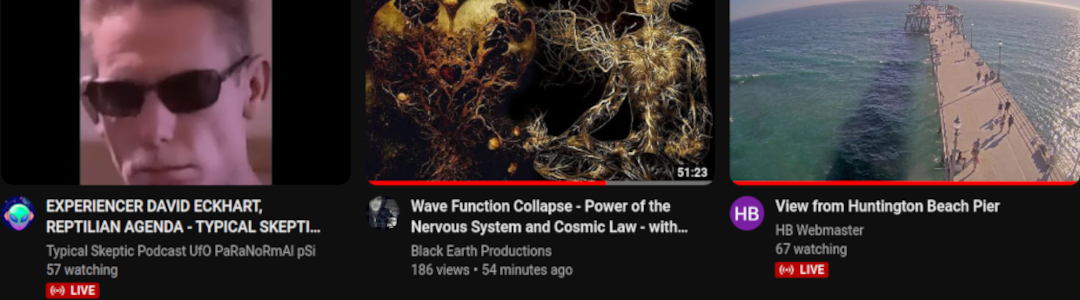 51:23
EXPERIENCER DAVID ECKHART,
REPTILIAN AGENDA - TYPICAL SKEPTI...
Typical Skeptic Podcast UfO PaRaNoRmAl pSi
57 watching
LIVE
Wave Function Collapse - Power of the
Nervous System and Cosmic Law - with...
Black Earth Productions
186 views • 54 minutes ago
HB
View from Huntington Beach Pier
HB Webmaster
67 watching
LIVE